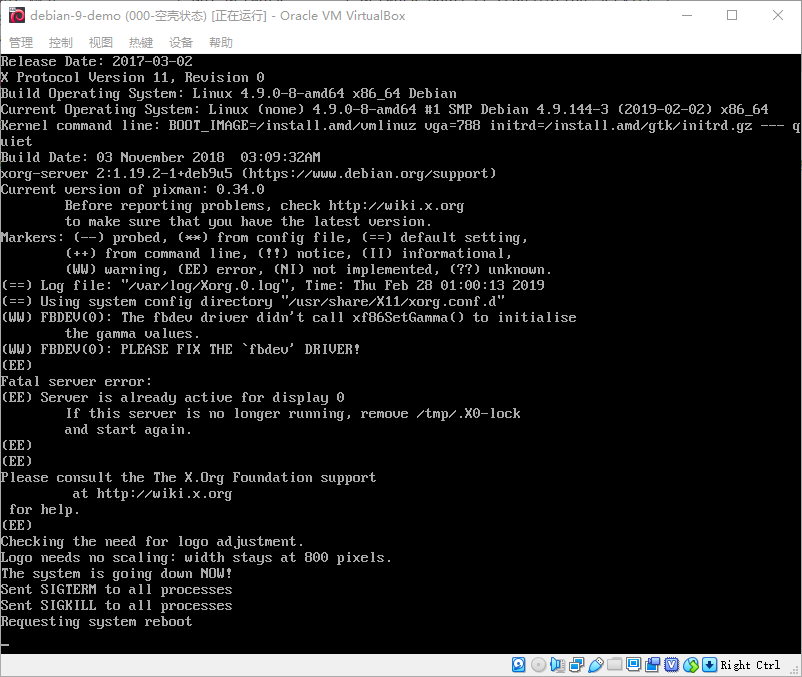 debian-9-demo (000-空壳状态) [正在运行] - Oracle VM VirtualBox
管理 控制 视图 热键 设备 帮助
Release Date: 2017-03-02
X Protocol Version 11, Revision 0
Build Operating System: Linux 4.9.0-8-amd64 x86_64 Debian
Current Operating System: Linux (none) 4.9.0-8-amd64 #1 SMP Debian 4.9.144-3 (2019-02-02) x86_64
Kernel command line: BOOT_IMAGE=/install.amd/vmlinuz vga=788 initrd=/install.amd/gtk/initrd.gz --- q
uiet
Build Date: 03 November 2018  03:09:32AM
xorg-server 2:1.19.2-1+deb9u5 (https://www.debian.org/support)
Current version of pixman: 0.34.0
        Before reporting problems, check http://wiki.x.org
        to make sure that you have the latest version.
Markers: (--) probed, (**) from config file, (==) default setting,
        (++) from command line, (!!) notice, (II) informational,
        (WW) warning, (EE) error, (NI) not implemented, (??) unknown.
(==) Log file: "/var/log/Xorg.0.log", Time: Thu Feb 28 01:00:13 2019
(==) Using system config directory "/usr/share/X11/xorg.conf.d"
(WW) FBDEV(0): The fbdev driver didn't call xf86SetGamma() to initialise
        the gamma values.
(WW) FBDEV(0): PLEASE FIX THE `fbdev' DRIVER!
(EE)
Fatal server error:
(EE) Server is already active for display 0
        If this server is no longer running, remove /tmp/.X0-lock
        and start again.
(EE)
(EE)
Please consult the The X.Org Foundation support
         at http://wiki.x.org
 for help.
(EE)
Checking the need for logo adjustment.
Logo needs no scaling: width stays at 800 pixels.
The system is going down NOW!
Sent SIGTERM to all processes
Sent SIGKILL to all processes
Requesting system reboot
Right Ctrl